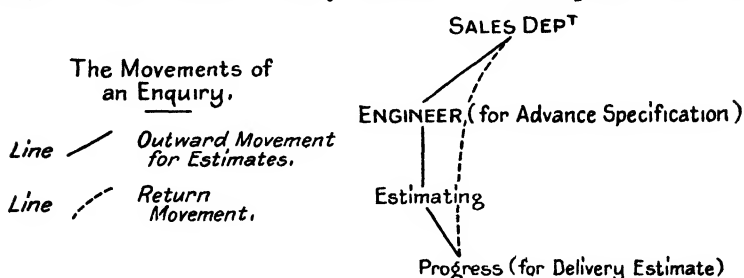 The Movements of
an Enquiry.
Line Outward Movement
for Estimates.
Line Return
Movement.
SALES DEPT
ENGINEER, (for Advance Specification)
Estimating
Progress (for Delivery Estimate)